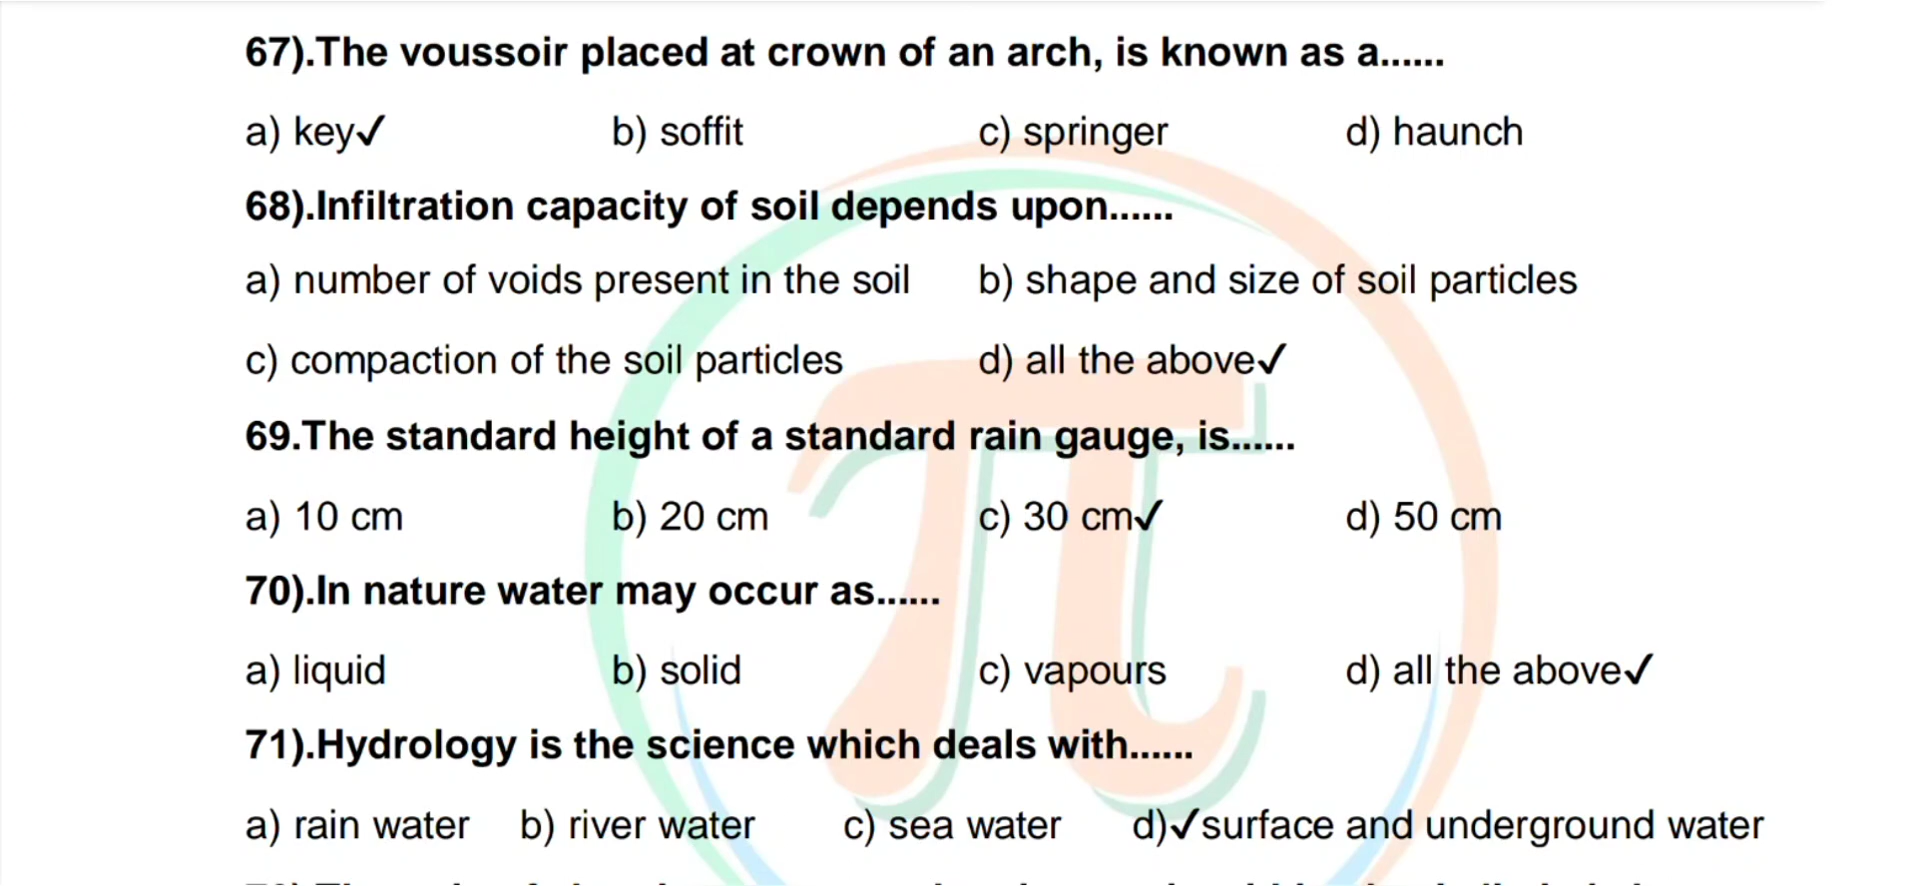 67).The voussoir placed at crown of an arch, is known as a......
a) key✓ b) soffit c) springer d) haunch
68).Infiltration capacity of soil depends upon......
a) number of voids present in the soil b) shape and size of soil particles
c) compaction of the soil particles d) all the above✓
69.The standard height of a standard rain gauge, is......
a) 10 cm b) 20 cm c) 30 cm✓ d) 50 cm
70).In nature water may occur as......
a) liquid b) solid c) vapours d) all the above✓
71).Hydrology is the science which deals with......
a) rain water b) river water c) sea water d)✓surface and underground water